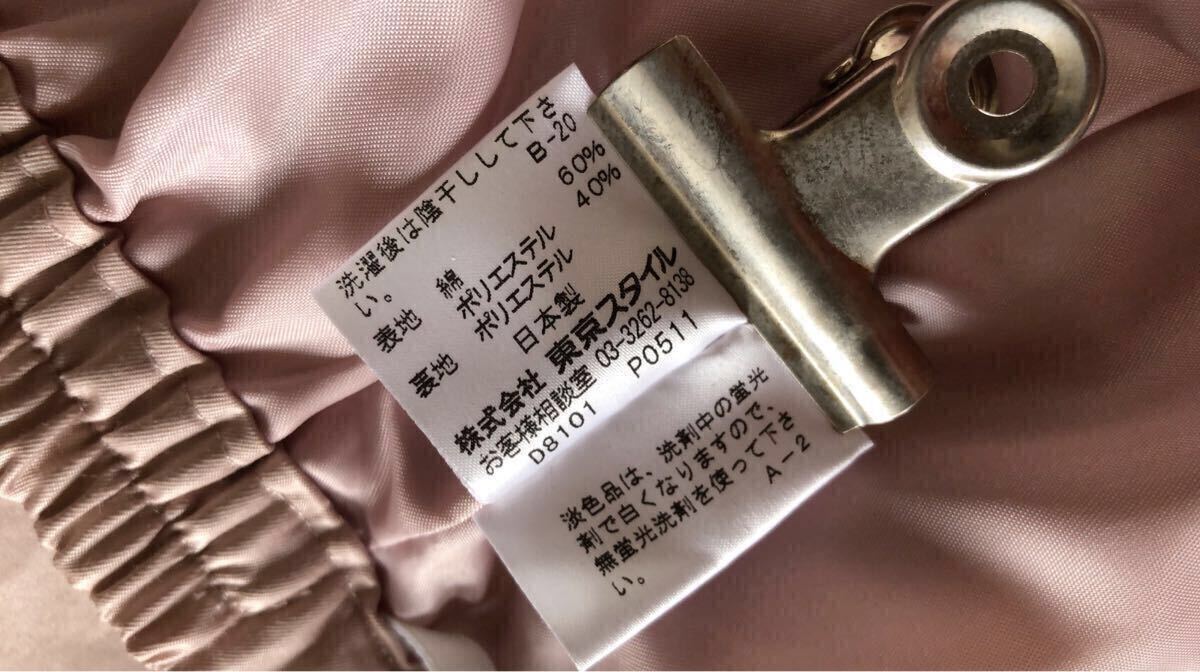 洗濯後は陰干しして下さ
い。 B-20
表地 綿 60%
ポリエステル 40%
裏地 ポリエステル
日本製
株式会社 東京スタイル
お客様相談室 03-3262-8138
D8101 P0511
淡色品は、洗剤中の蛍光
剤で白くなりますので、
無蛍光洗剤を使って下さ
い。 A-2